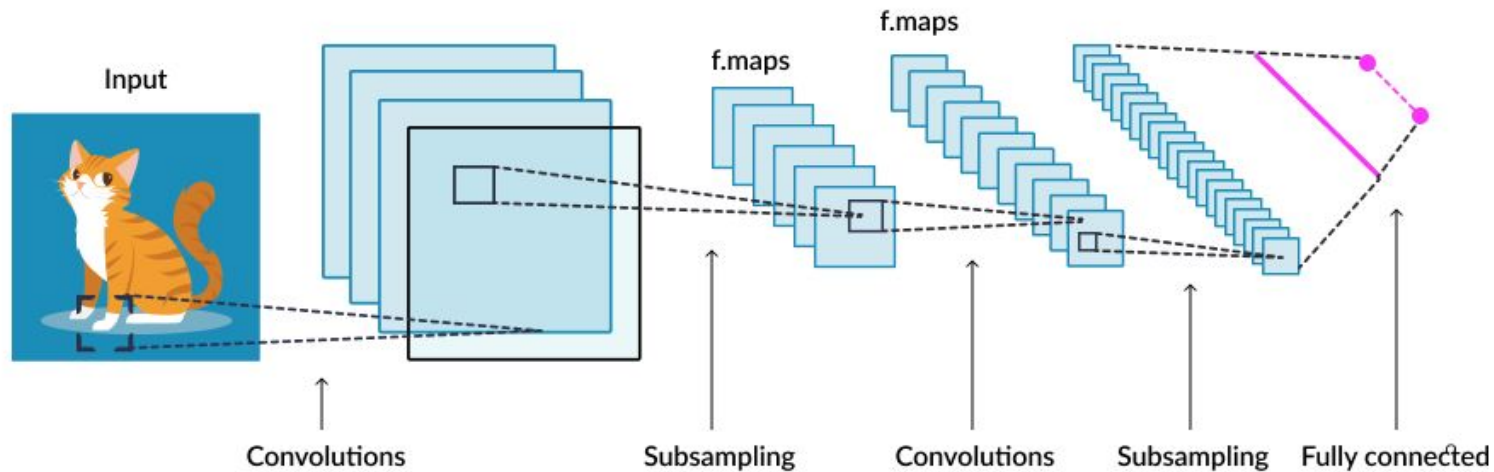 f.maps
f.maps
Input
Convolutions
Subsampling
Convolutions
Subsampling
Fully connected